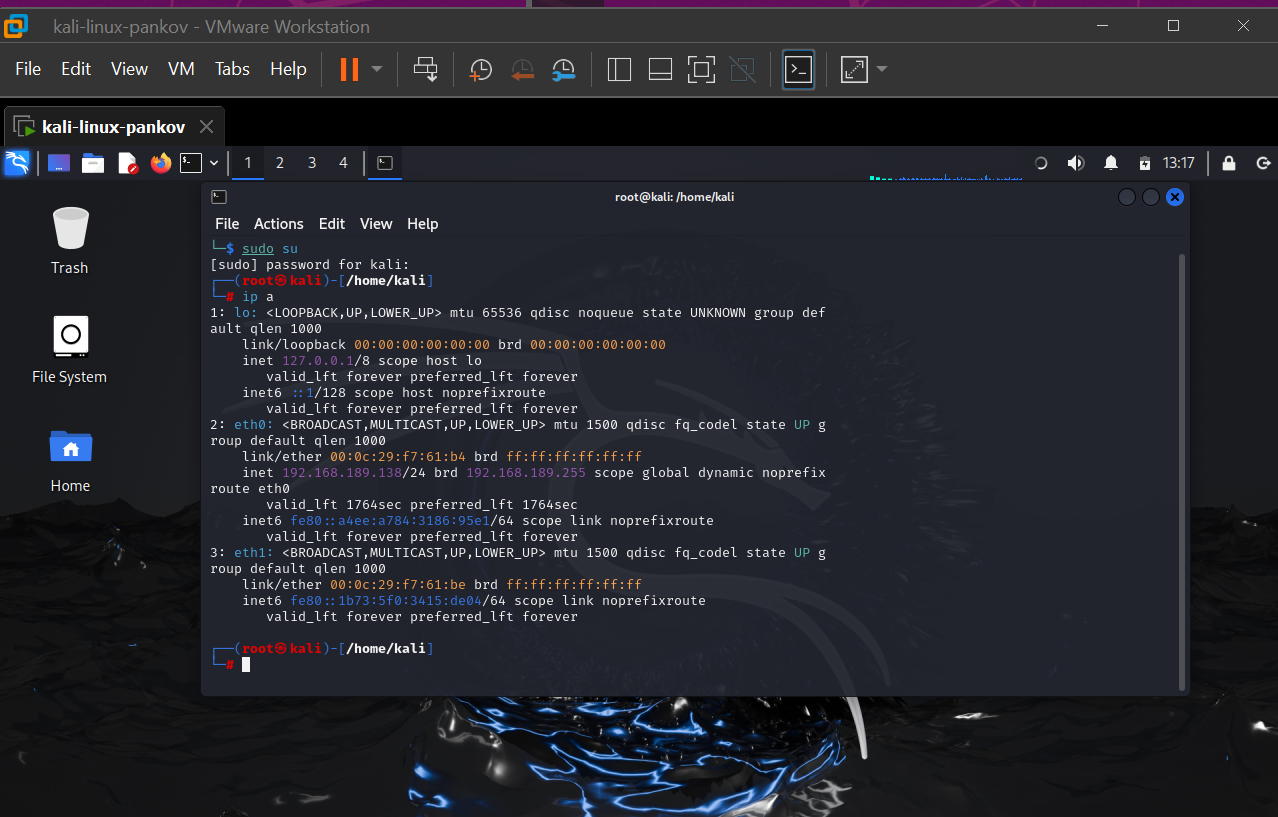 kali-linux-pankov - VMware Workstation
File Edit View VM Tabs Help
kali-linux-pankov
1 2 3 4 13:17
root@kali: /home/kali
File Actions Edit View Help
└─$ sudo su
[sudo] password for kali:
┌──(root㉿kali)-[/home/kali]
└─# ip a
1: lo: <LOOPBACK,UP,LOWER_UP> mtu 65536 qdisc noqueue state UNKNOWN group def
ault qlen 1000
link/loopback 00:00:00:00:00:00 brd 00:00:00:00:00:00
inet 127.0.0.1/8 scope host lo
valid_lft forever preferred_lft forever
inet6 ::1/128 scope host noprefixroute
valid_lft forever preferred_lft forever
2: eth0: <BROADCAST,MULTICAST,UP,LOWER_UP> mtu 1500 qdisc fq_codel state UP g
roup default qlen 1000
link/ether 00:0c:29:f7:61:b4 brd ff:ff:ff:ff:ff:ff
inet 192.168.189.138/24 brd 192.168.189.255 scope global dynamic noprefix
route eth0
valid_lft 1764sec preferred_lft 1764sec
inet6 fe80::a4ee:a784:3186:95e1/64 scope link noprefixroute
valid_lft forever preferred_lft forever
3: eth1: <BROADCAST,MULTICAST,UP,LOWER_UP> mtu 1500 qdisc fq_codel state UP g
roup default qlen 1000
link/ether 00:0c:29:f7:61:be brd ff:ff:ff:ff:ff:ff
inet6 fe80::1b73:5f0:3415:de04/64 scope link noprefixroute
valid_lft forever preferred_lft forever
┌──(root㉿kali)-[/home/kali]
└─#
Trash
File System
Home